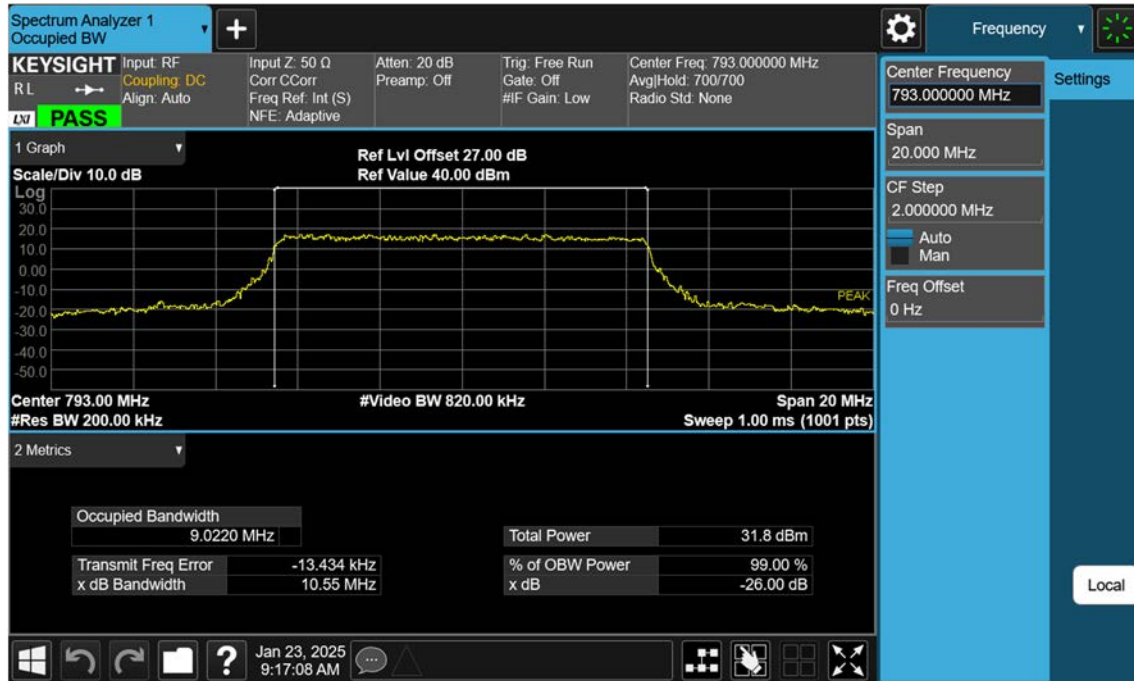 Spectrum Analyzer 1
Occupied BW
Frequency
KEYSIGHT
RL
LXI PASS
Input: RF
Coupling: DC
Align: Auto
Input Z: 50 Ω
Corr CCorr
Freq Ref: Int (S)
NFE: Adaptive
Atten: 20 dB
Preamp: Off
Trig: Free Run
Gate: Off
#IF Gain: Low
Center Freq: 793.000000 MHz
Avg|Hold: 700/700
Radio Std: None
1 Graph
Scale/Div 10.0 dB
Ref Lvl Offset 27.00 dB
Ref Value 40.00 dBm
Log
30.0
20.0
10.0
0.00
-10.0
-20.0
-30.0
-40.0
-50.0
PEAK
Center 793.00 MHz
#Video BW 820.00 kHz
Span 20 MHz
#Res BW 200.00 kHz
Sweep 1.00 ms (1001 pts)
2 Metrics
Occupied Bandwidth
9.0220 MHz
Total Power 31.8 dBm
Transmit Freq Error -13.434 kHz
% of OBW Power 99.00 %
x dB Bandwidth 10.55 MHz
x dB -26.00 dB
Center Frequency
793.000000 MHz
Settings
Span
20.000 MHz
CF Step
2.000000 MHz
Auto
Man
Freq Offset
0 Hz
Local
?
Jan 23, 2025
9:17:08 AM